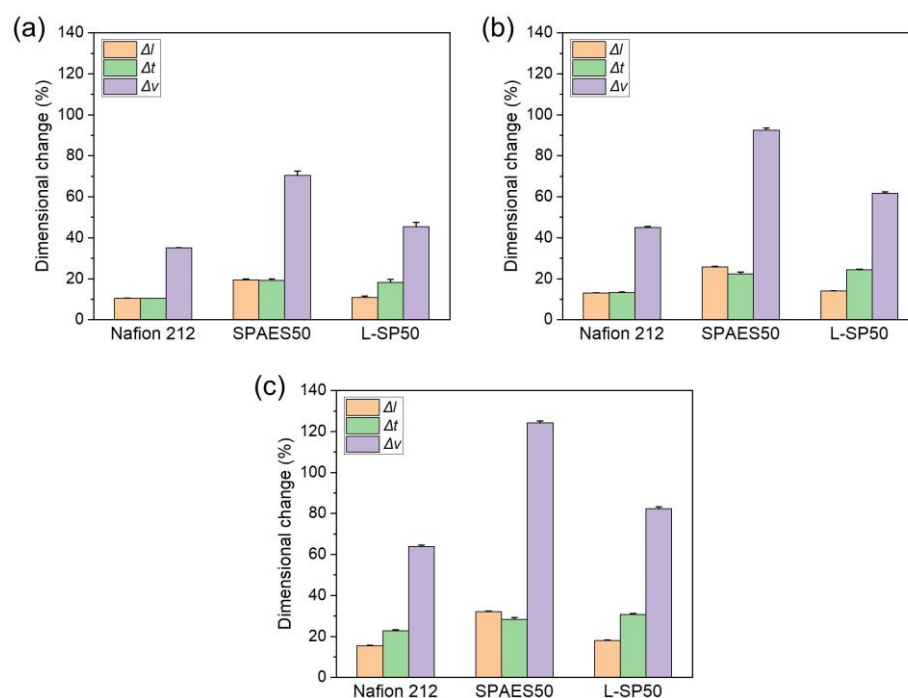 (a)
Dimensional change (%)
140
120
100
80
60
40
20
0
Δl
Δt
Δv
Nafion 212 SPAES50 L-SP50
(b)
Dimensional change (%)
140
120
100
80
60
40
20
0
Δl
Δt
Δv
Nafion 212 SPAES50 L-SP50
(c)
Dimensional change (%)
140
120
100
80
60
40
20
0
Δl
Δt
Δv
Nafion 212 SPAES50 L-SP50